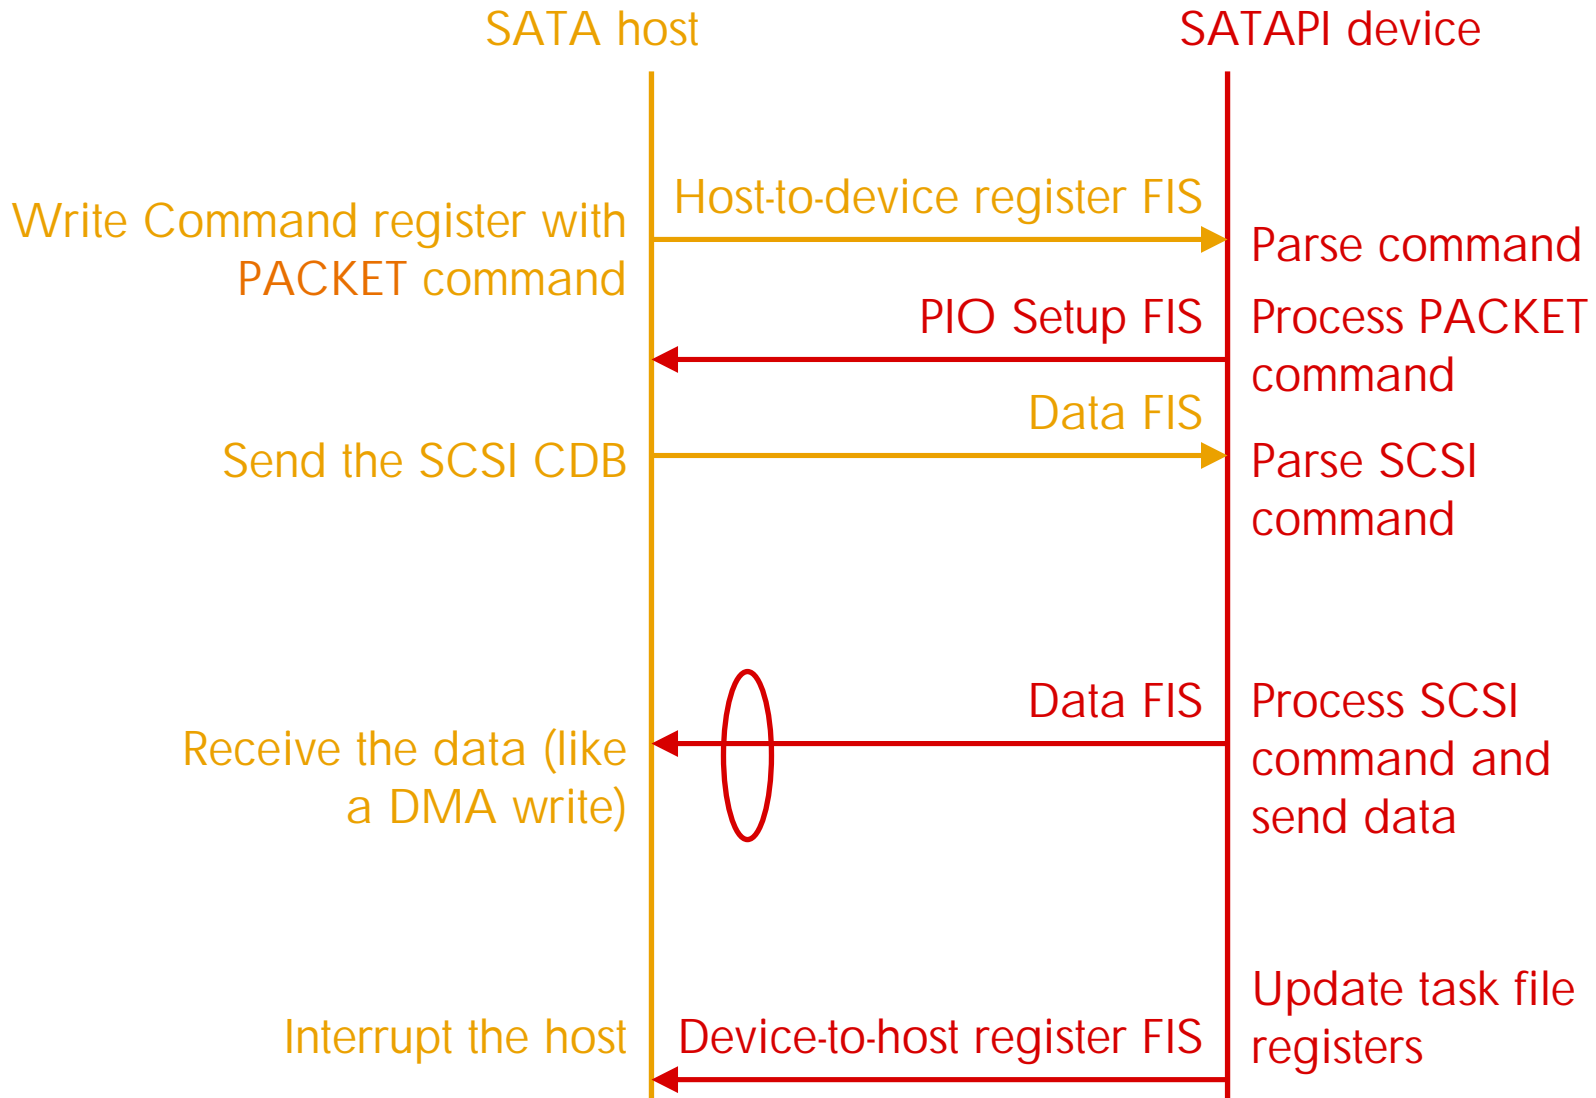 SATA host
SATAPI device
Host-to-device register FIS
Write Command register with
PACKET command
Parse command
PIO Setup FIS
Process PACKET
command
Data FIS
Send the SCSI CDB
Parse SCSI
command
Data FIS
Process SCSI
command and
send data
Receive the data (like
a DMA write)
Update task file
registers
Interrupt the host
Device-to-host register FIS